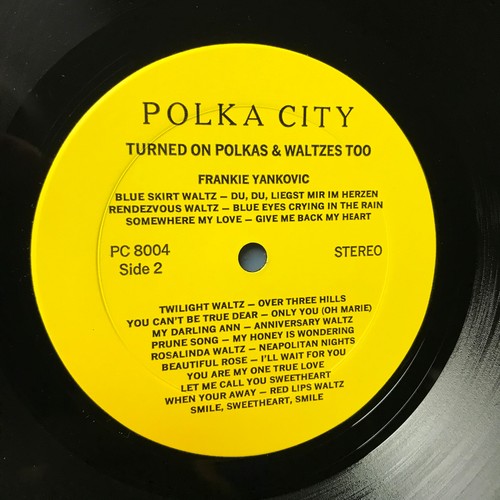 POLKA CITY
TURNED ON POLKAS & WALTZES TOO
FRANKIE YANKOVIC
BLUE SKIRT WALTZ – DU, DU, LIEGST MIR IM HERZEN
RENDEZVOUS WALTZ – BLUE EYES CRYING IN THE RAIN
SOMEWHERE MY LOVE – GIVE ME BACK MY HEART
PC 8004
Side 2
STEREO
TWILIGHT WALTZ – OVER THREE HILLS
YOU CAN'T BE TRUE DEAR – ONLY YOU (OH MARIE)
MY DARLING ANN – ANNIVERSARY WALTZ
PRUNE SONG – MY HONEY IS WONDERING
ROSALINDA WALTZ – NEAPOLITAN NIGHTS
BEAUTIFUL ROSE – I'LL WAIT FOR YOU
YOU ARE MY ONE TRUE LOVE
LET ME CALL YOU SWEETHEART
WHEN YOUR AWAY – RED LIPS WALTZ
SMILE, SWEETHEART, SMILE